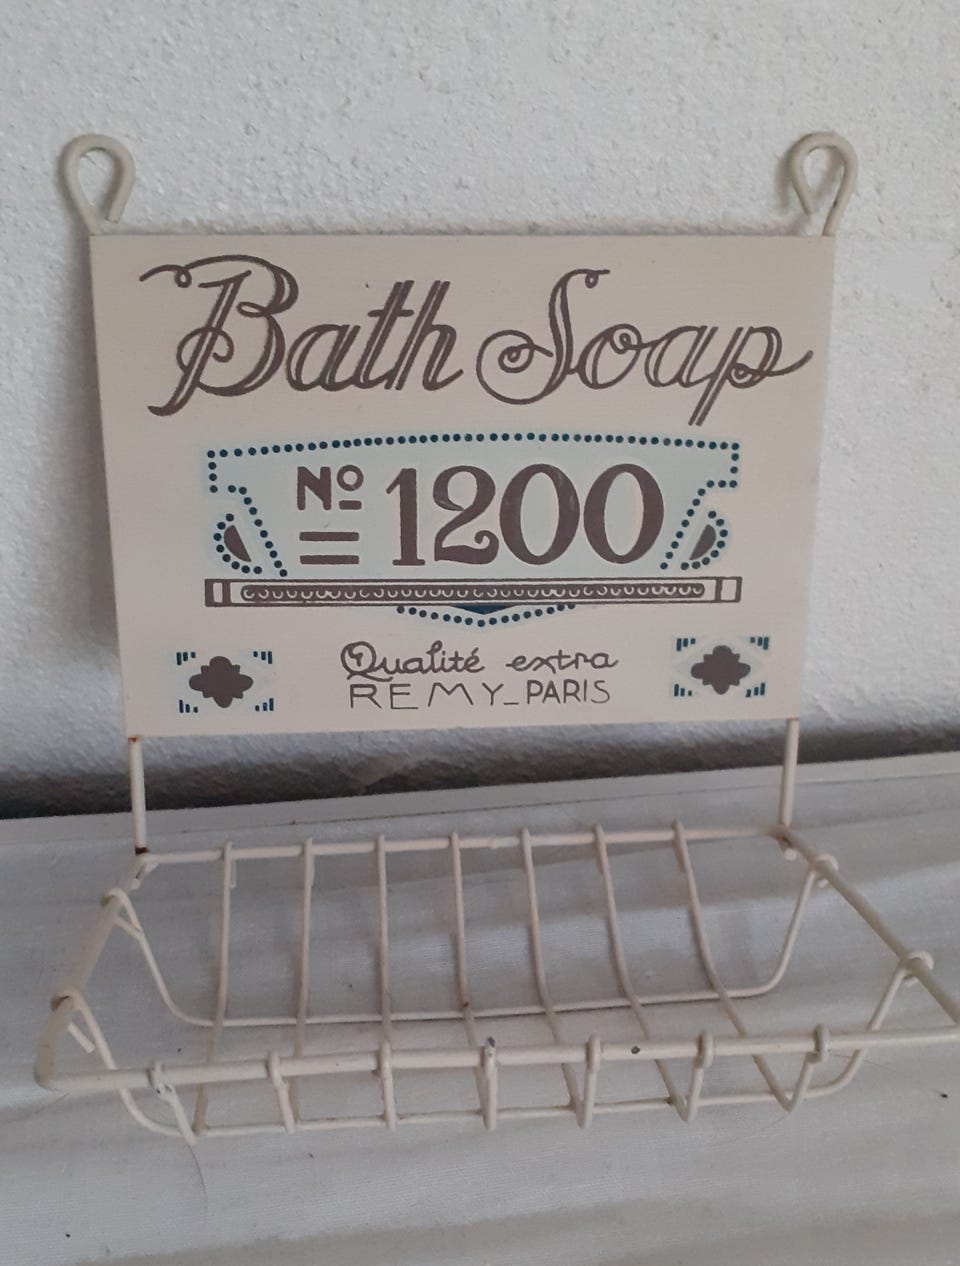 Bath Soap
Nº 1200
Qualité extra
REMY_PARIS